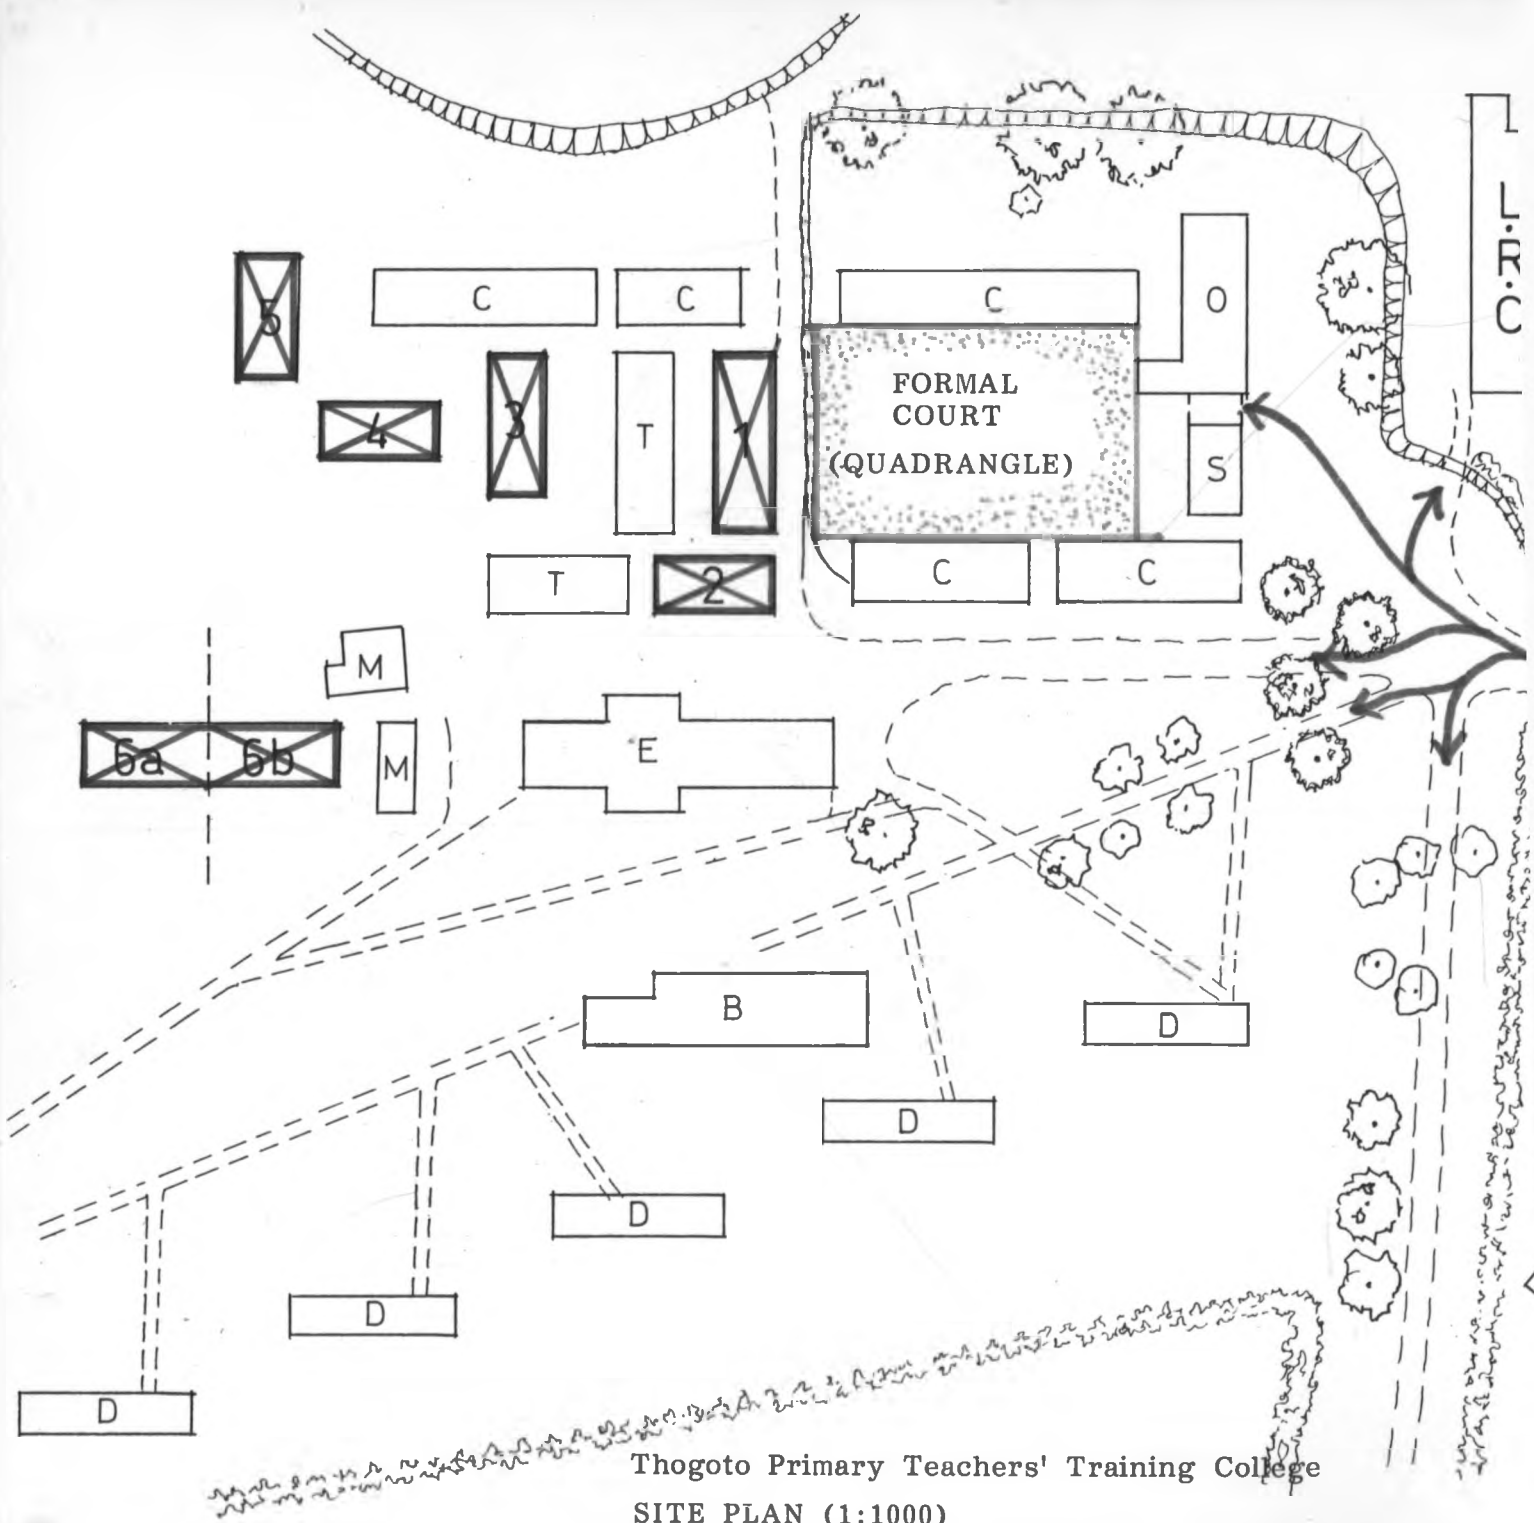 L.R.C
5
C
C
C
O
FORMAL
COURT
(QUADRANGLE)
4
3
T
1
S
T
2
C
C
M
6a
6b
M
E
B
D
D
D
D
D
Thogoto Primary Teachers' Training College
SITE PLAN (1:1000)